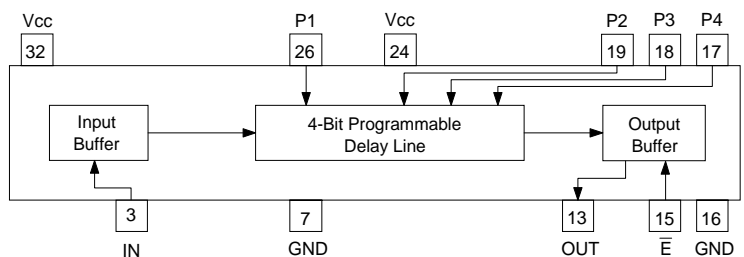 Vcc P1 Vcc P2 P3 P4
32 26 24 19 18 17
Input
Buffer
4-Bit Programmable
Delay Line
Output
Buffer
3 7 13 15 16
IN GND OUT E̅ GND